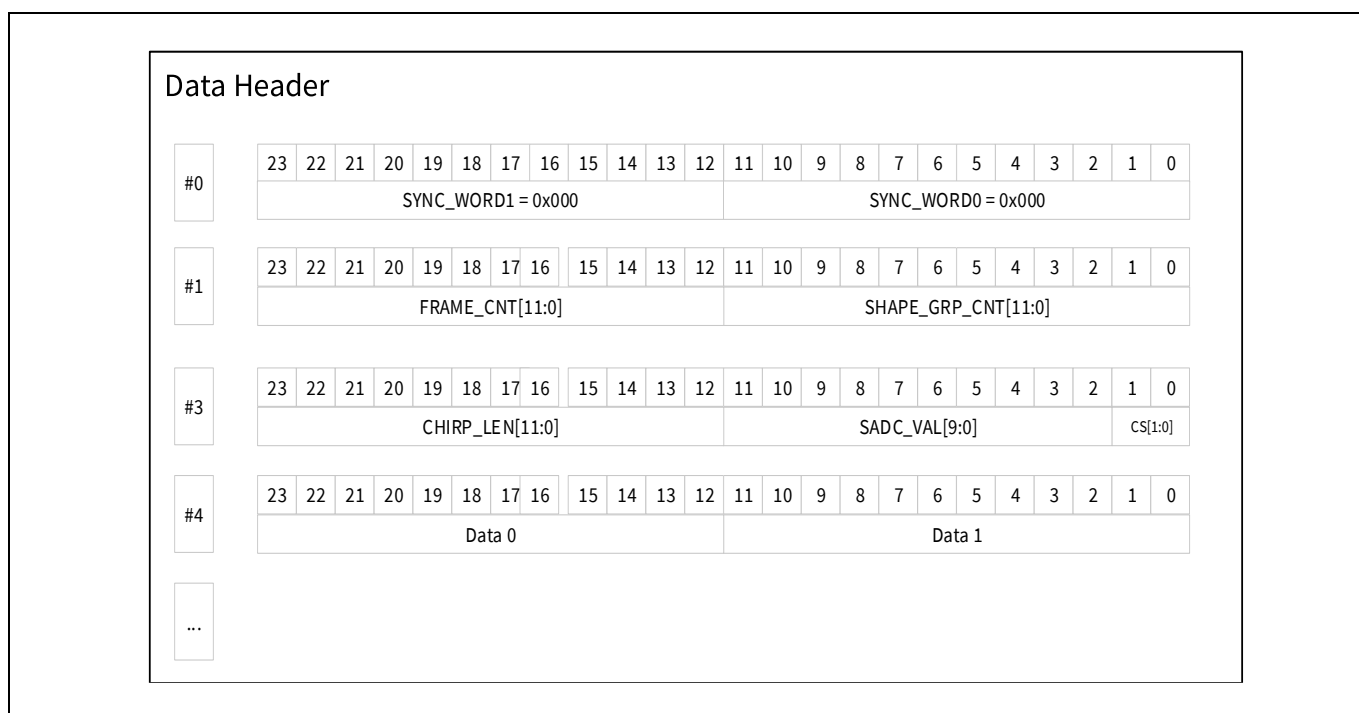 Data Header
#0
23 22 21 20 19 18 17 16 15 14 13 12 11 10 9 8 7 6 5 4 3 2 1 0
SYNC_WORD1 = 0x000 SYNC_WORD0 = 0x000
#1
23 22 21 20 19 18 17 16 15 14 13 12 11 10 9 8 7 6 5 4 3 2 1 0
FRAME_CNT[11:0] SHAPE_GRP_CNT[11:0]
#3
23 22 21 20 19 18 17 16 15 14 13 12 11 10 9 8 7 6 5 4 3 2 1 0
CHIRP_LEN[11:0] SADC_VAL[9:0] CS[1:0]
#4
23 22 21 20 19 18 17 16 15 14 13 12 11 10 9 8 7 6 5 4 3 2 1 0
Data 0 Data 1
...